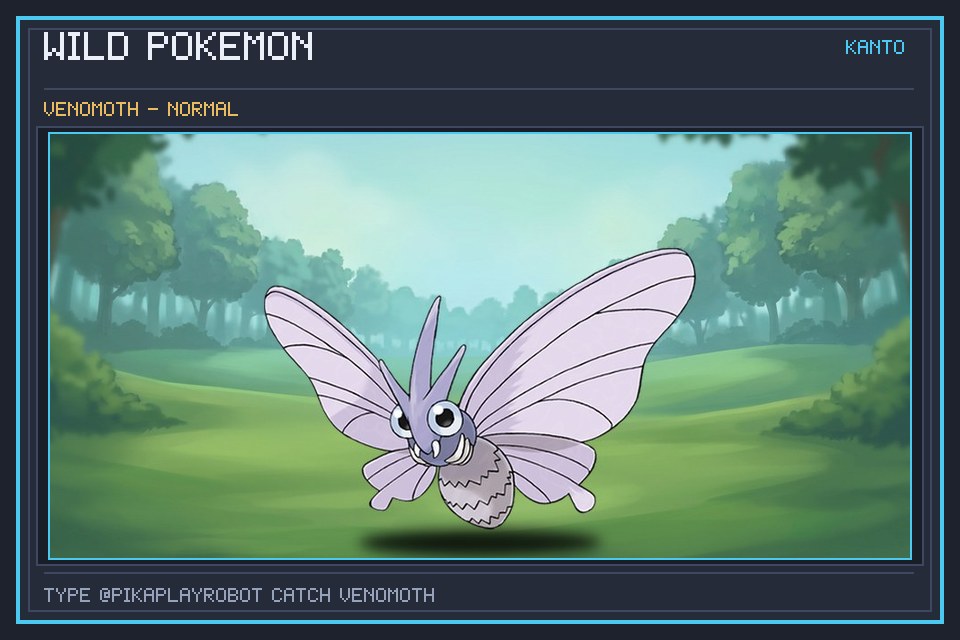 WILD POKEMON
KANTO
VENOMOTH - NORMAL
TYPE @PIKAPLAYROBOT CATCH VENOMOTH